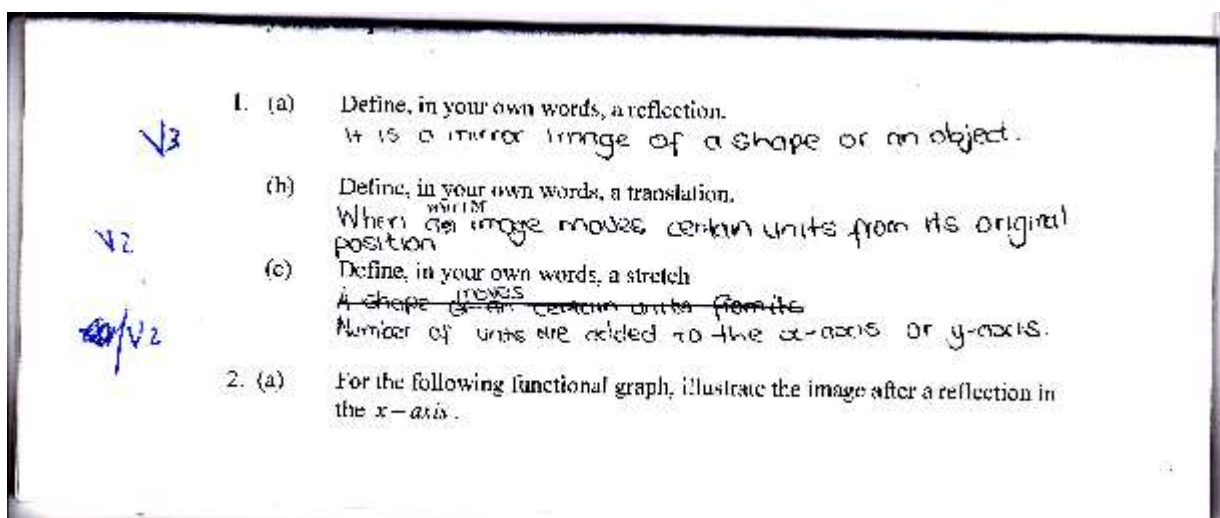 1. (a) Define, in your own words, a reflection.
√3 It is a mirror image of a shape or an object.
(b) Define, in your own words, a translation.
When an image moves certain units from its original
√2 position
(c) Define, in your own words, a stretch
moves
A shape certain units from its
√2 Number of units are added to the x-axis or y-axis.
2. (a) For the following functional graph, illustrate the image after a reflection in
the x – axis.